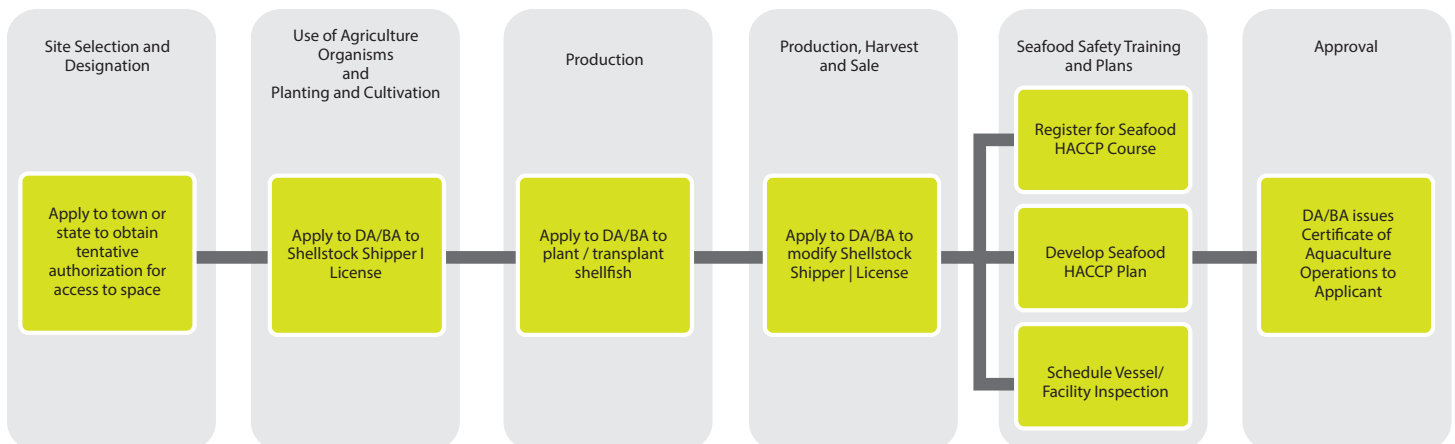 Site Selection and
Designation
Apply to town or
state to obtain
tentative
authorization for
access to space
Use of Agriculture
Organisms
and
Planting and Cultivation
Apply to DA/BA to
Shellstock Shipper I
License
Production
Apply to DA/BA to
plant / transplant
shellfish
Production, Harvest
and Sale
Apply to DA/BA to
modify Shellstock
Shipper | License
Seafood Safety Training
and Plans
Register for Seafood
HACCP Course
Develop Seafood
HACCP Plan
Schedule Vessel/
Facility Inspection
Approval
DA/BA issues
Certificate of
Aquaculture
Operations to
Applicant